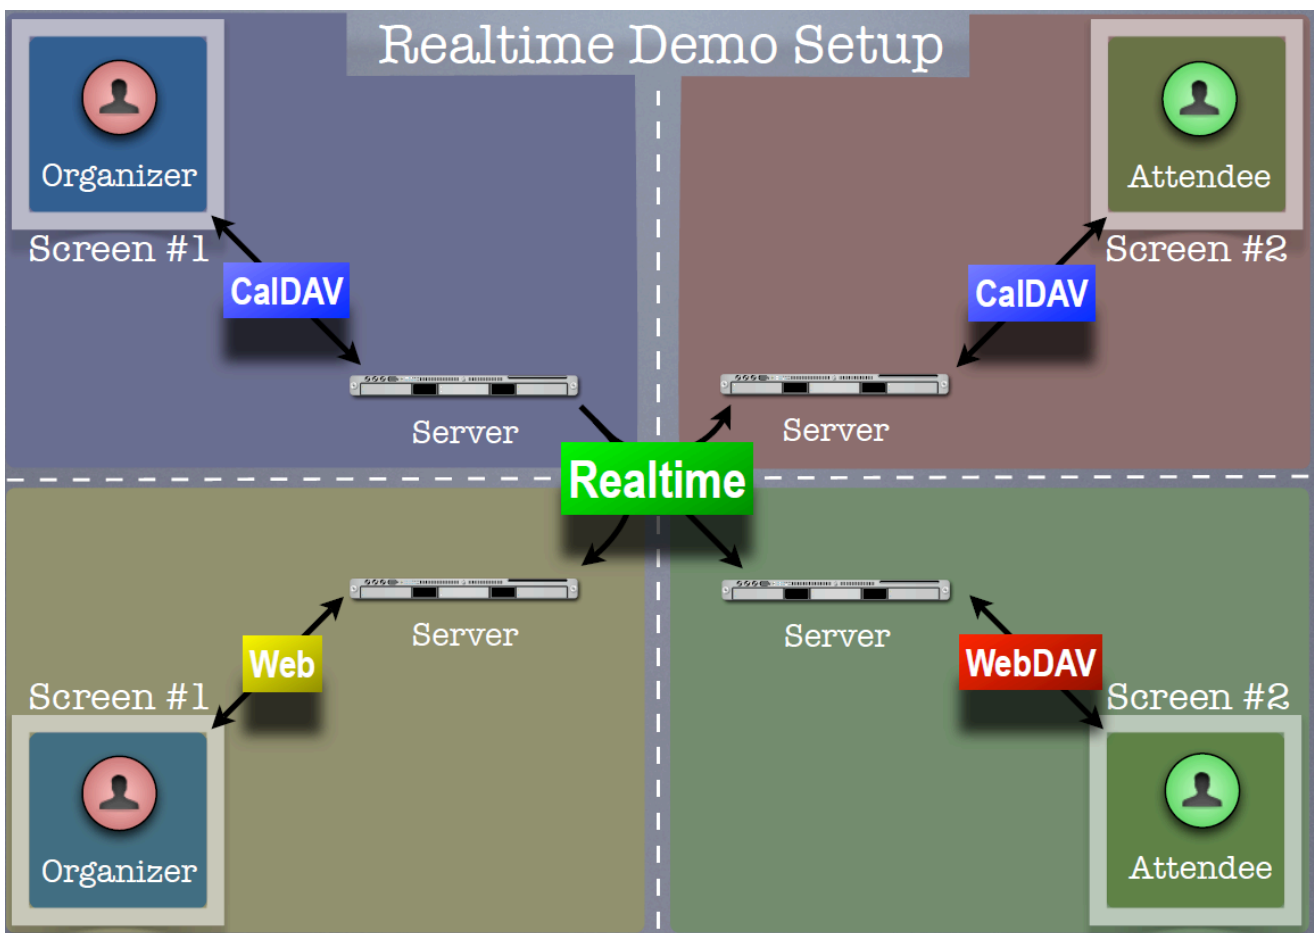 Realtime Demo Setup
Organizer
Screen #1
CalDAV
Server
Attendee
Screen #2
CalDAV
Server
Realtime
Server
Web
Screen #1
Organizer
Server
WebDAV
Screen #2
Attendee